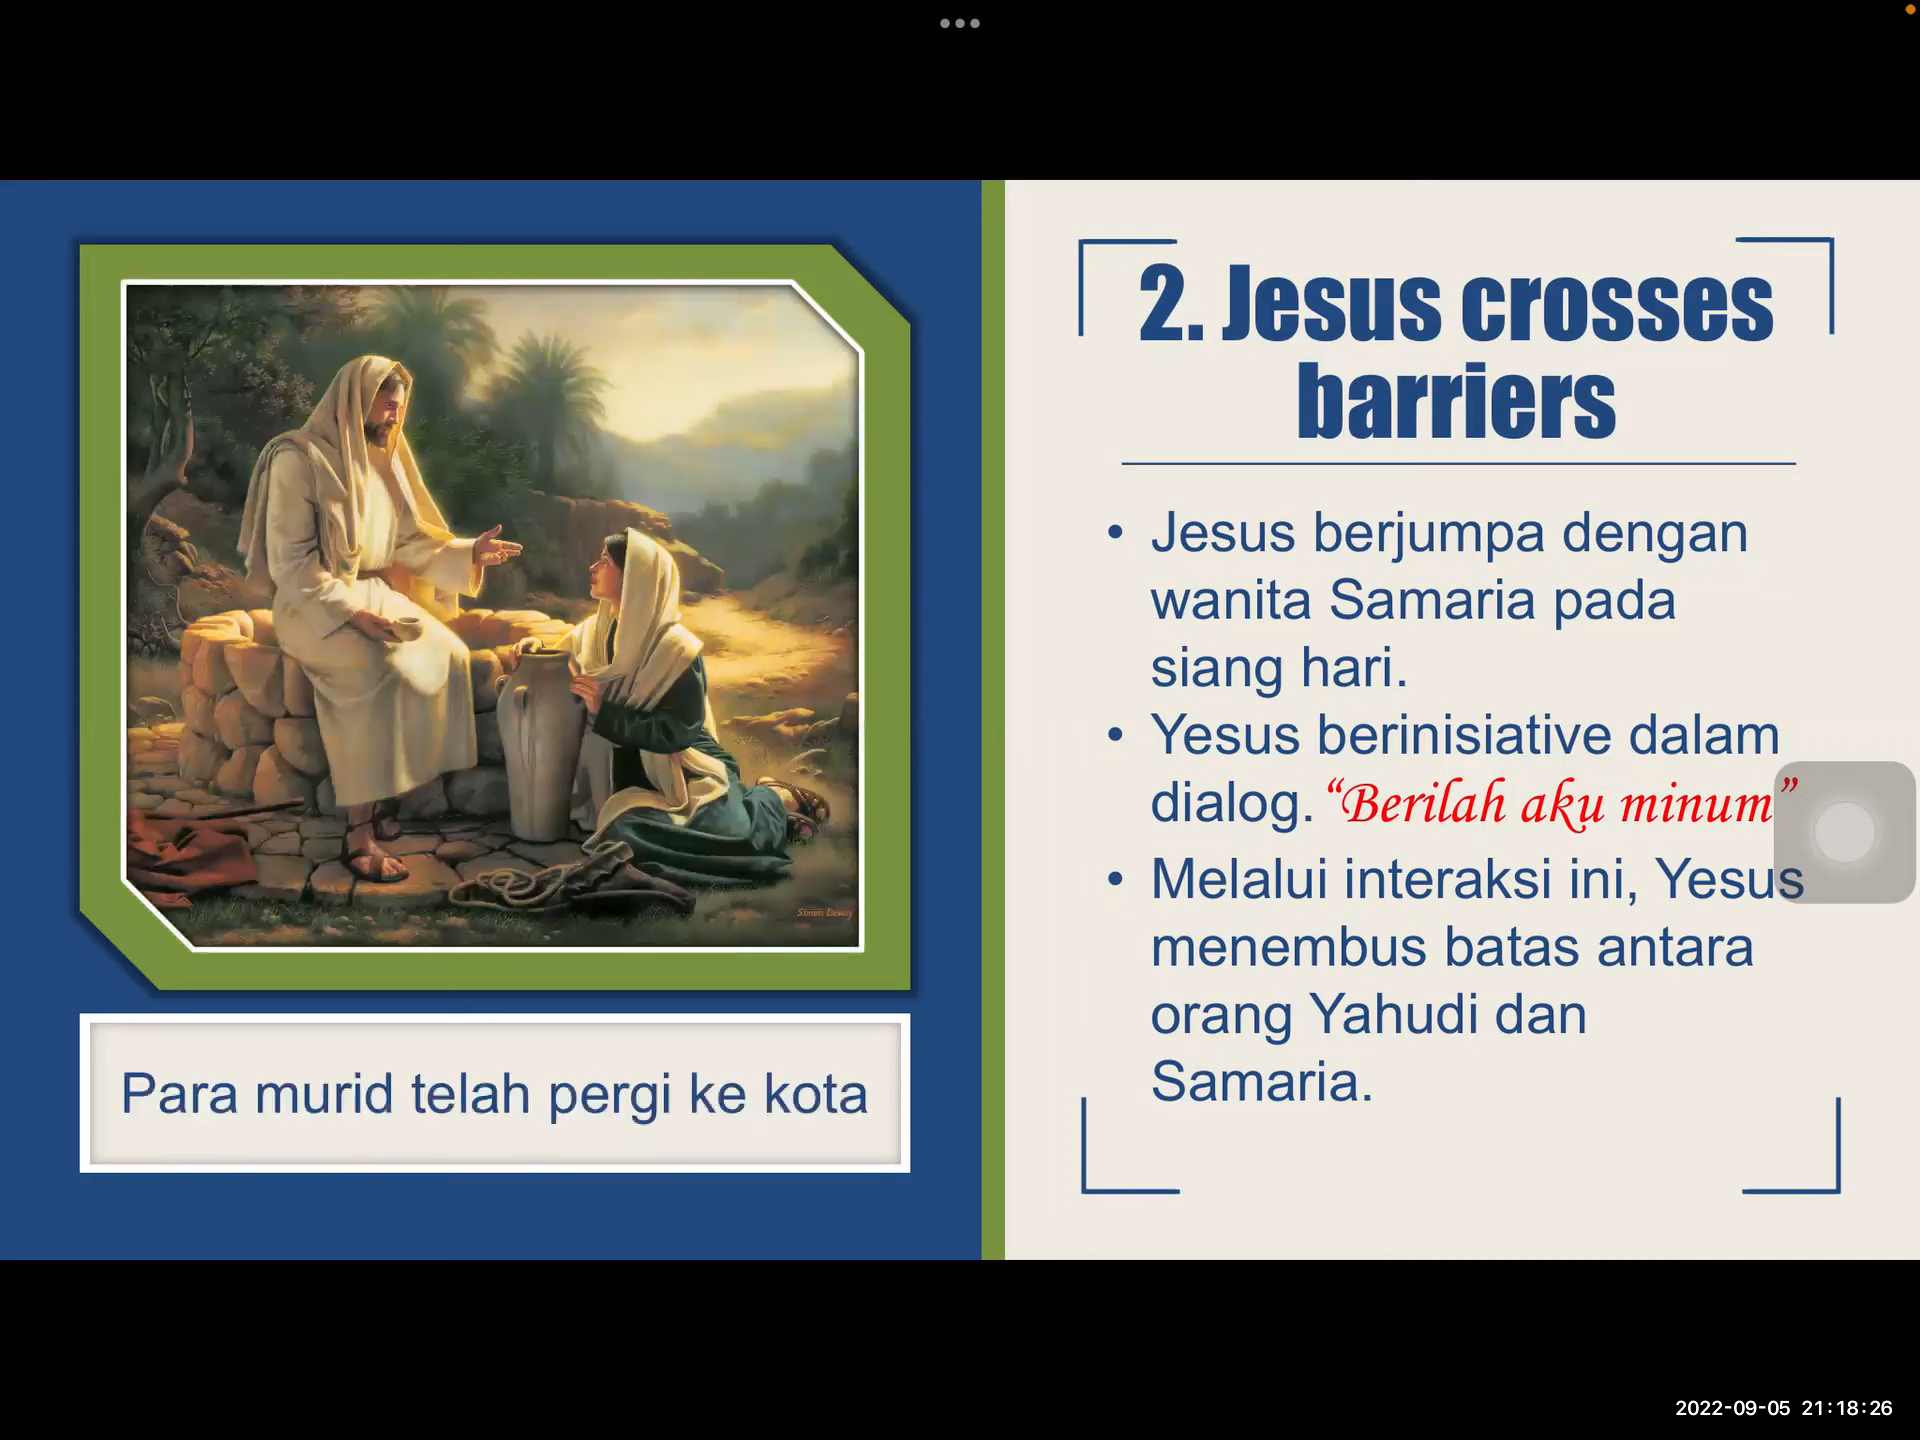 2. Jesus crosses
barriers
• Jesus berjumpa dengan
wanita Samaria pada
siang hari.
• Yesus berinisiative dalam
dialog. “Berilah aku minum”
• Melalui interaksi ini, Yesus
menembus batas antara
orang Yahudi dan
Samaria.
Simon Dewey
Para murid telah pergi ke kota
2022-09-05 21:18:26